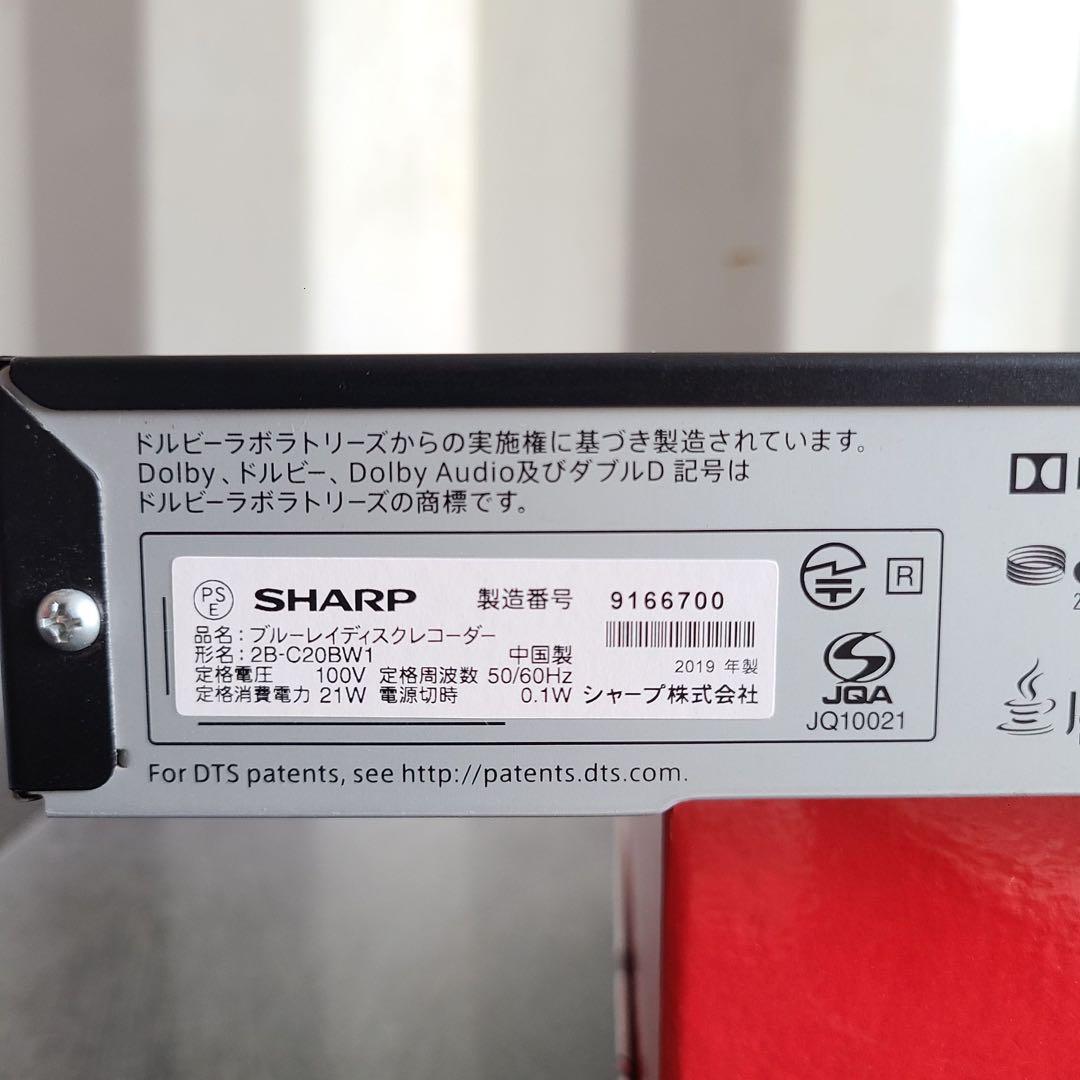 ドルビーラボラトリーズからの実施権に基づき製造されています。
Dolby、ドルビー、Dolby Audio及びダブルD 記号は
ドルビーラボラトリーズの商標です。
PS
E
SHARP 製造番号 9166700
品名:ブルーレイディスクレコーダー
形名:2B-C20BW1 中国製 2019 年製
定格電圧 100V 定格周波数 50/60Hz
定格消費電力 21W 電源切時 0.1W シャープ株式会社
R
JQA
JQ10021
For DTS patents, see http://patents.dts.com.